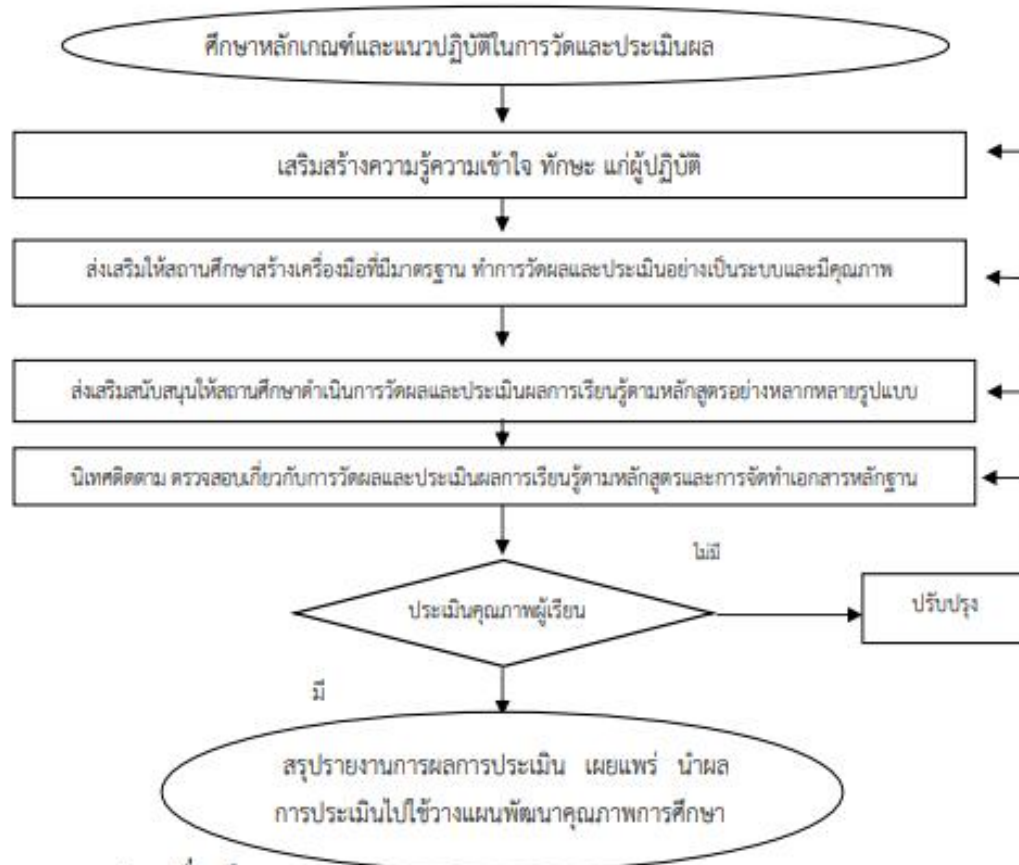 ศึกษาหลักเกณฑ์และแนวปฏิบัติในการวัดและประเมินผล
เสริมสร้างความรู้ความเข้าใจ ทักษะ แก่ผู้ปฏิบัติ
ส่งเสริมให้สถานศึกษาสร้างเครื่องมือที่มีมาตรฐาน ทำการวัดผลและประเมินอย่างเป็นระบบและมีคุณภาพ
ส่งเสริมสนับสนุนให้สถานศึกษาดำเนินการวัดผลและประเมินผลการเรียนรู้ตามหลักสูตรอย่างหลากหลายรูปแบบ
นิเทศติดตาม ตรวจสอบเกี่ยวกับการวัดผลและประเมินผลการเรียนรู้ตามหลักสูตรและการจัดทำเอกสารหลักฐาน
ไม่มี
ประเมินคุณภาพผู้เรียน
ปรับปรุง
มี
สรุปรายงานการผลการประเมิน เผยแพร่ นำผล
การประเมินไปใช้วางแผนพัฒนาคุณภาพการศึกษา